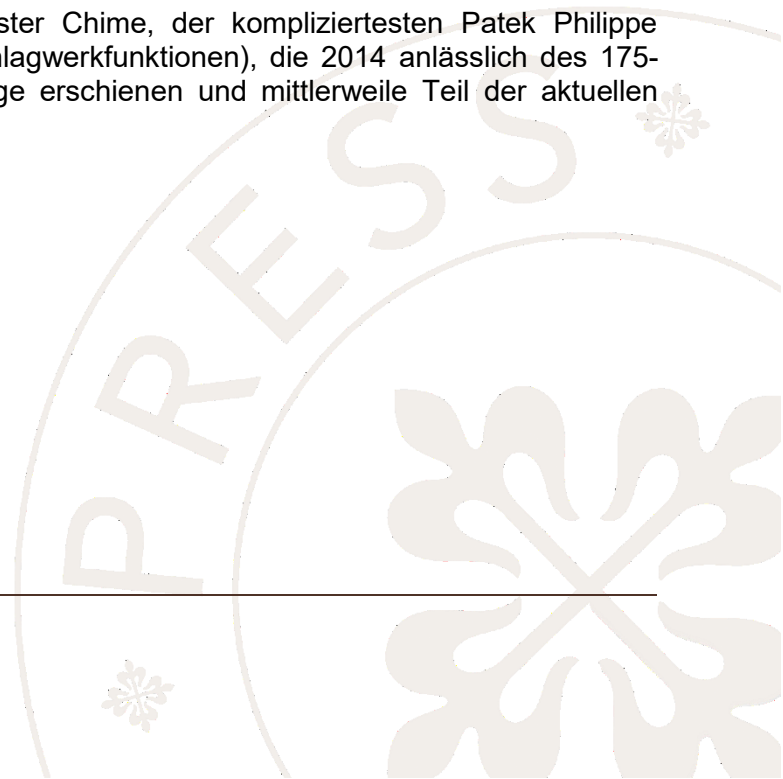 ster Chime, der kompliziertesten Patek Philippe
lagwerkfunktionen), die 2014 anlässlich des 175-
ge erschienen und mittlerweile Teil der aktuellen
PRESS